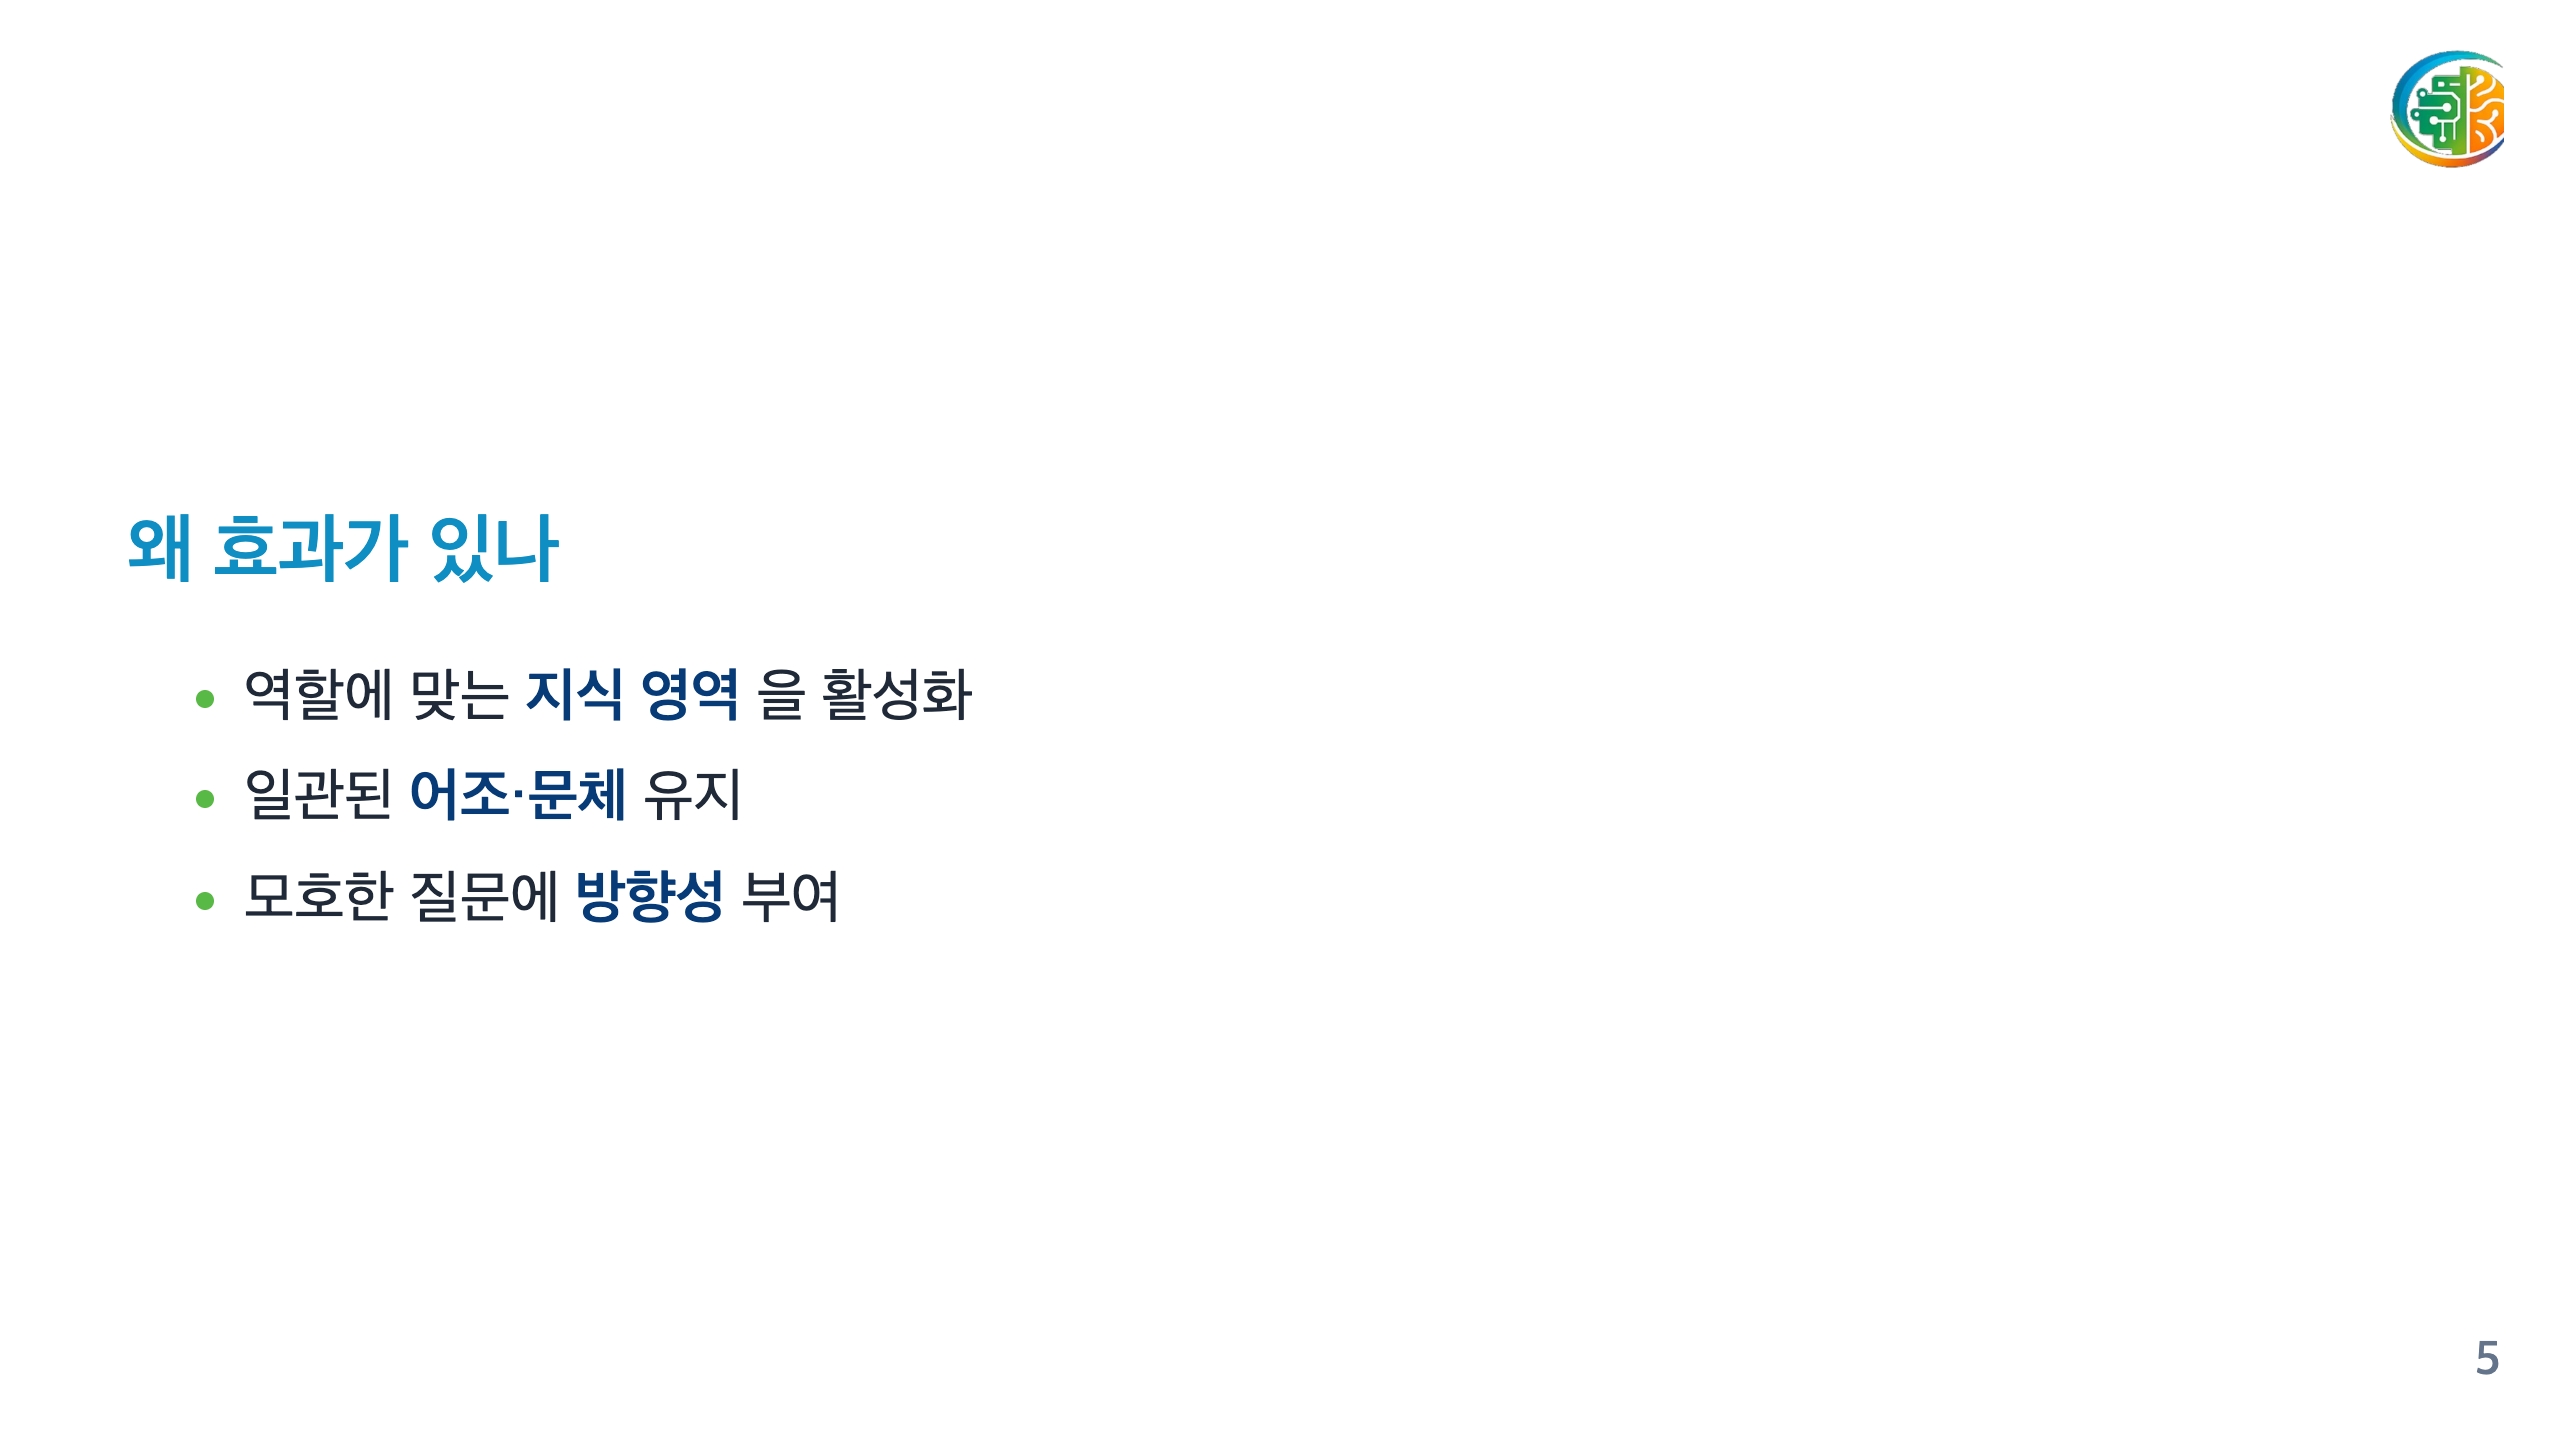 왜 효과가 있나
• 역할에 맞는 지식 영역 을 활성화
• 일관된 어조·문체 유지
• 모호한 질문에 방향성 부여
5